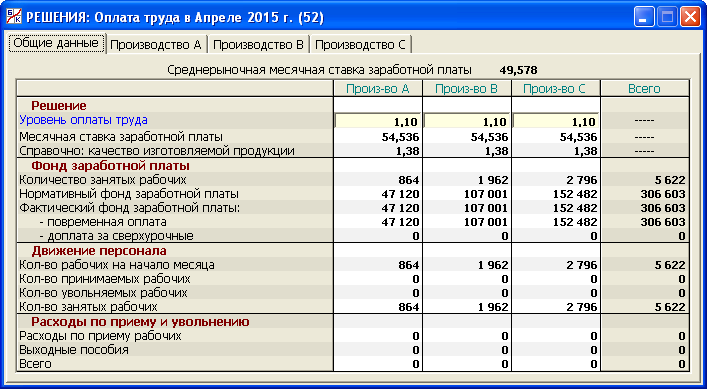 РЕШЕНИЯ: Оплата труда в Апреле 2015 г. (52)
Общие данные Производство A Производство B Производство C
Среднерыночная месячная ставка заработной платы 49,578
Произ-во A Произ-во B Произ-во C Всего
Решение
Уровень оплаты труда 1,10 1,10 1,10 -----
Месячная ставка заработной платы 54,536 54,536 54,536 -----
Справочно: качество изготовляемой продукции 1,38 1,38 1,38 -----
Фонд заработной платы
Количество занятых рабочих 864 1 962 2 796 5 622
Нормативный фонд заработной платы 47 120 107 001 152 482 306 603
Фактический фонд заработной платы: 47 120 107 001 152 482 306 603
- повременная оплата 47 120 107 001 152 482 306 603
- доплата за сверхурочные 0 0 0 0
Движение персонала
Кол-во рабочих на начало месяца 864 1 962 2 796 5 622
Кол-во принимаемых рабочих 0 0 0 0
Кол-во увольняемых рабочих 0 0 0 0
Кол-во занятых рабочих 864 1 962 2 796 5 622
Расходы по приему и увольнению
Расходы по приему рабочих 0 0 0 0
Выходные пособия 0 0 0 0
Всего 0 0 0 0